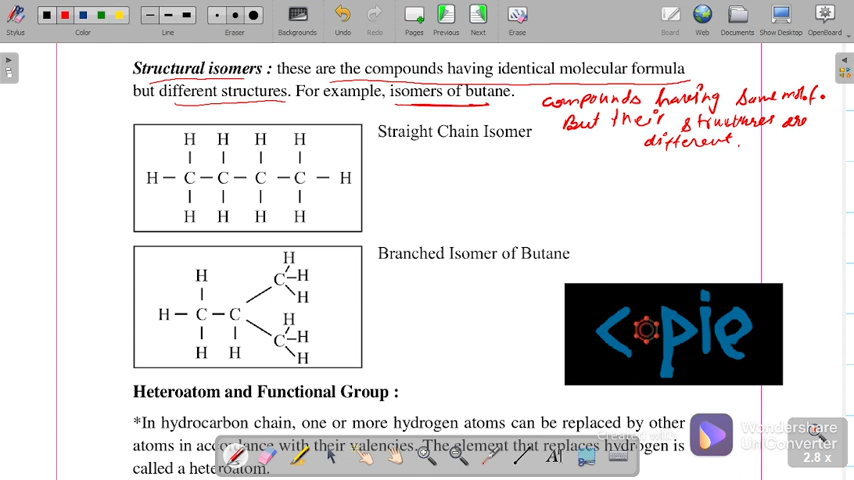 Stylus Color Line Eraser Backgrounds Undo Redo Pages Previous Next Erase Board Web Documents Show Desktop OpenBoard
Structural isomers : these are the compounds having identical molecular formula
but different structures. For example, isomers of butane.
compounds having same mol f.
But their structures are
different.
Straight Chain Isomer
H H H H
H – C – C – C – C – H
H H H H
Branched Isomer of Butane
H
H C–H
H
H – C – C
H
H H C–H
H
copie
Heteroatom and Functional Group :
*In hydrocarbon chain, one or more hydrogen atoms can be replaced by other
atoms in accordance with their valencies. The element that replaces hydrogen is
called a heteroatom.
Created with
Wondershare
UniConverter
2.8 x